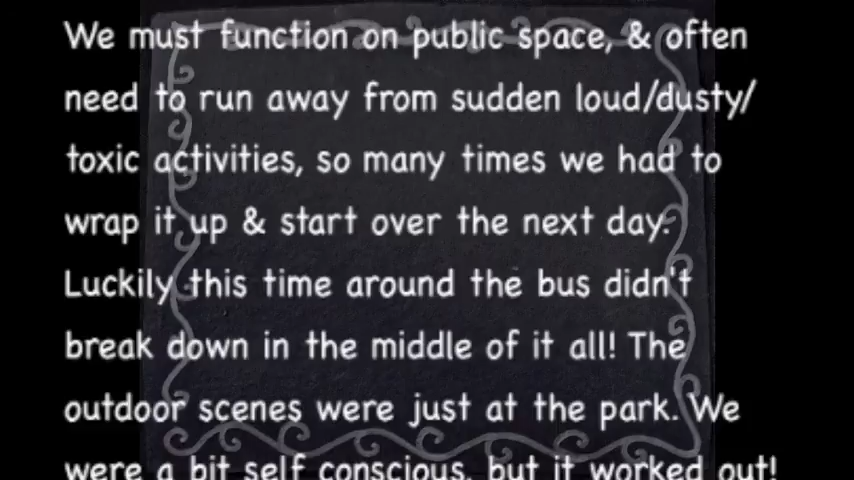 We must function on public space, & often
need to run away from sudden loud/dusty/
toxic activities, so many times we had to
wrap it up & start over the next day.
Luckily this time around the bus didn't
break down in the middle of it all! The
outdoor scenes were just at the park. We
were a bit self conscious, but it worked out!